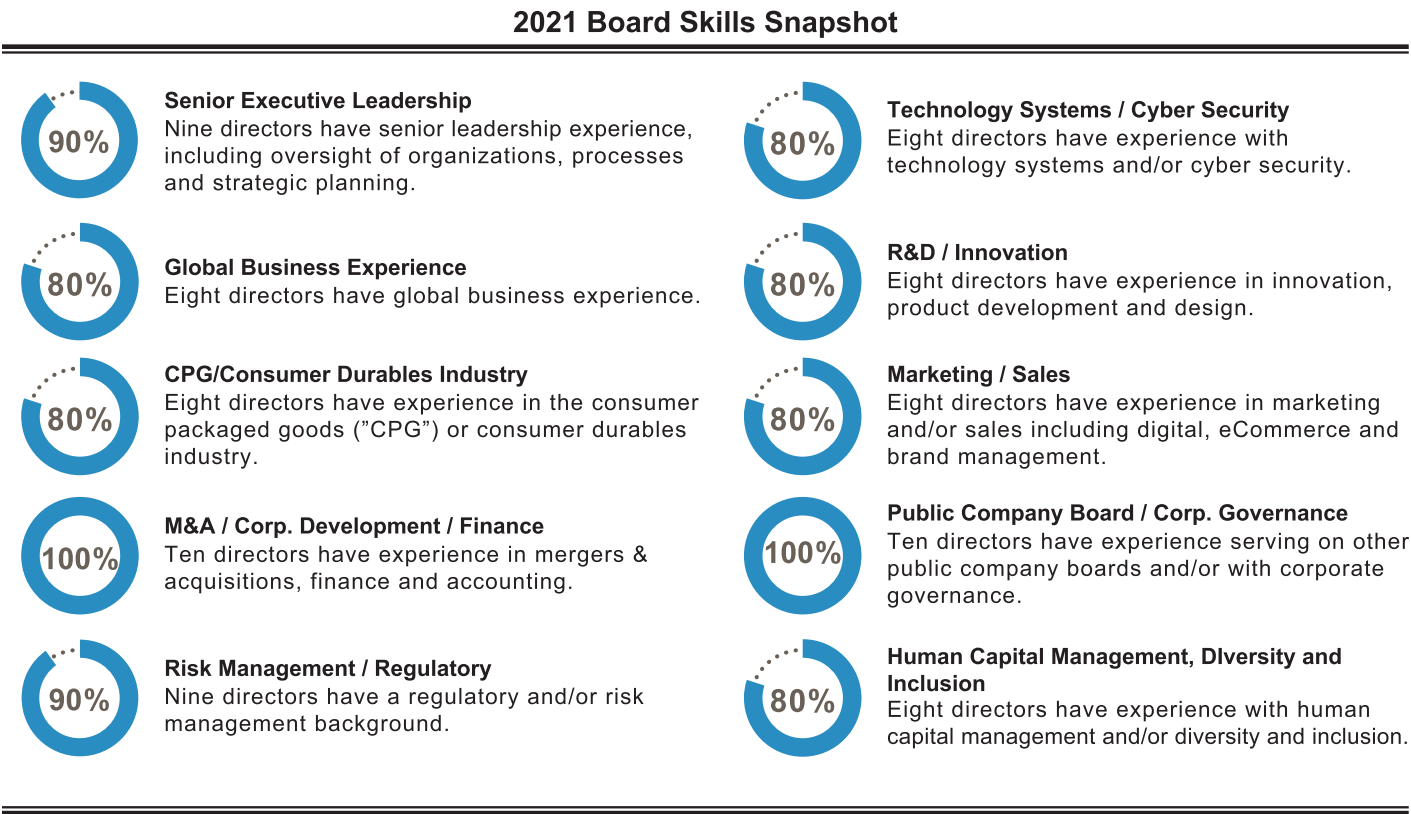 2021 Board Skills Snapshot
90%
Senior Executive Leadership
Nine directors have senior leadership experience,
including oversight of organizations, processes
and strategic planning.
80%
Global Business Experience
Eight directors have global business experience.
80%
CPG/Consumer Durables Industry
Eight directors have experience in the consumer
packaged goods (”CPG”) or consumer durables
industry.
100%
M&A / Corp. Development / Finance
Ten directors have experience in mergers &
acquisitions, finance and accounting.
90%
Risk Management / Regulatory
Nine directors have a regulatory and/or risk
management background.
80%
Technology Systems / Cyber Security
Eight directors have experience with
technology systems and/or cyber security.
80%
R&D / Innovation
Eight directors have experience in innovation,
product development and design.
80%
Marketing / Sales
Eight directors have experience in marketing
and/or sales including digital, eCommerce and
brand management.
100%
Public Company Board / Corp. Governance
Ten directors have experience serving on other
public company boards and/or with corporate
governance.
80%
Human Capital Management, DIversity and
Inclusion
Eight directors have experience with human
capital management and/or diversity and inclusion.